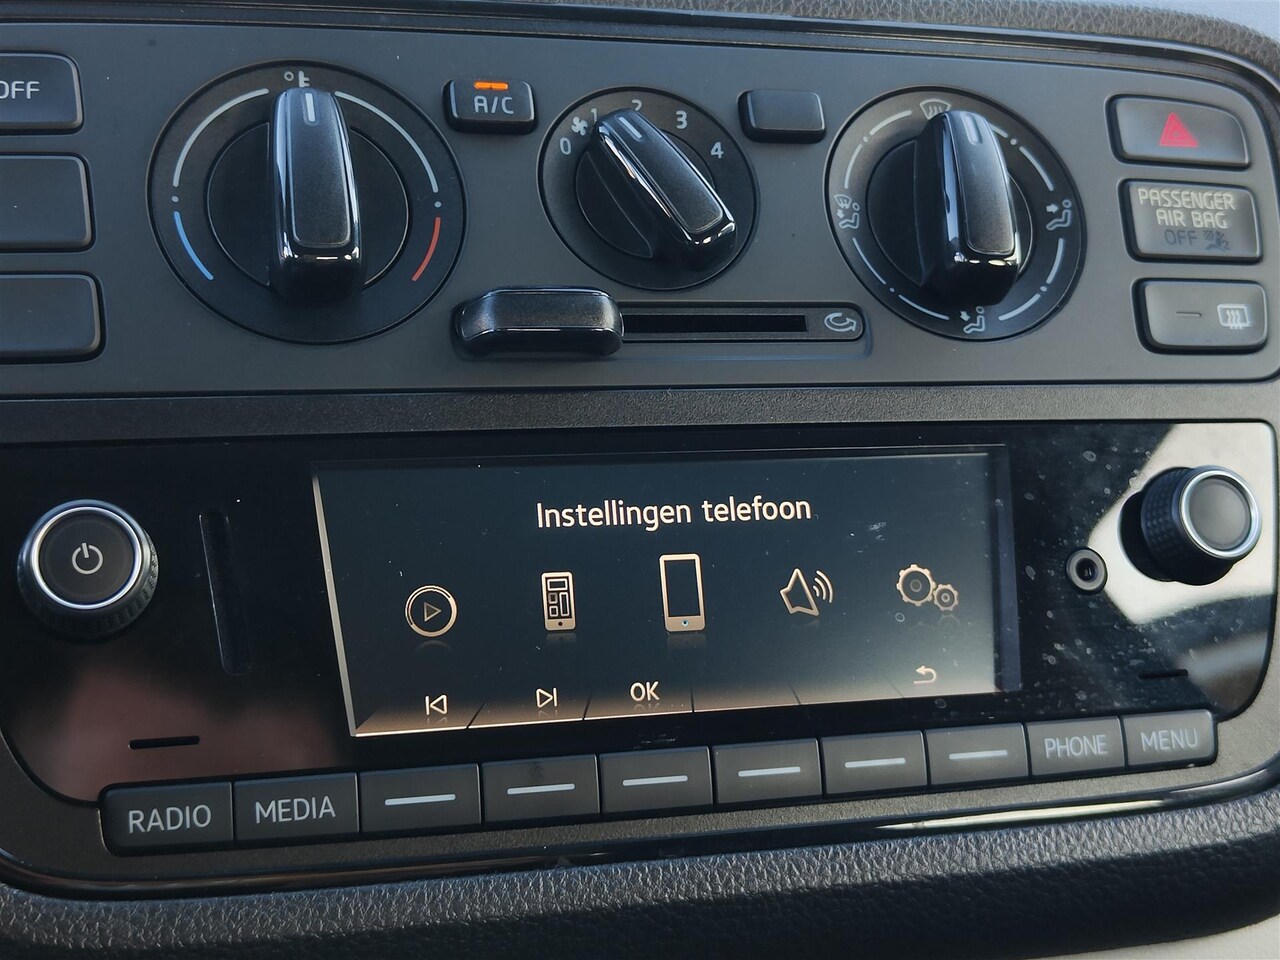 OFF
A/C
0 1 2 3 4
PASSENGER
AIR BAG
OFF
Instellingen telefoon
OK
RADIO
MEDIA
PHONE
MENU